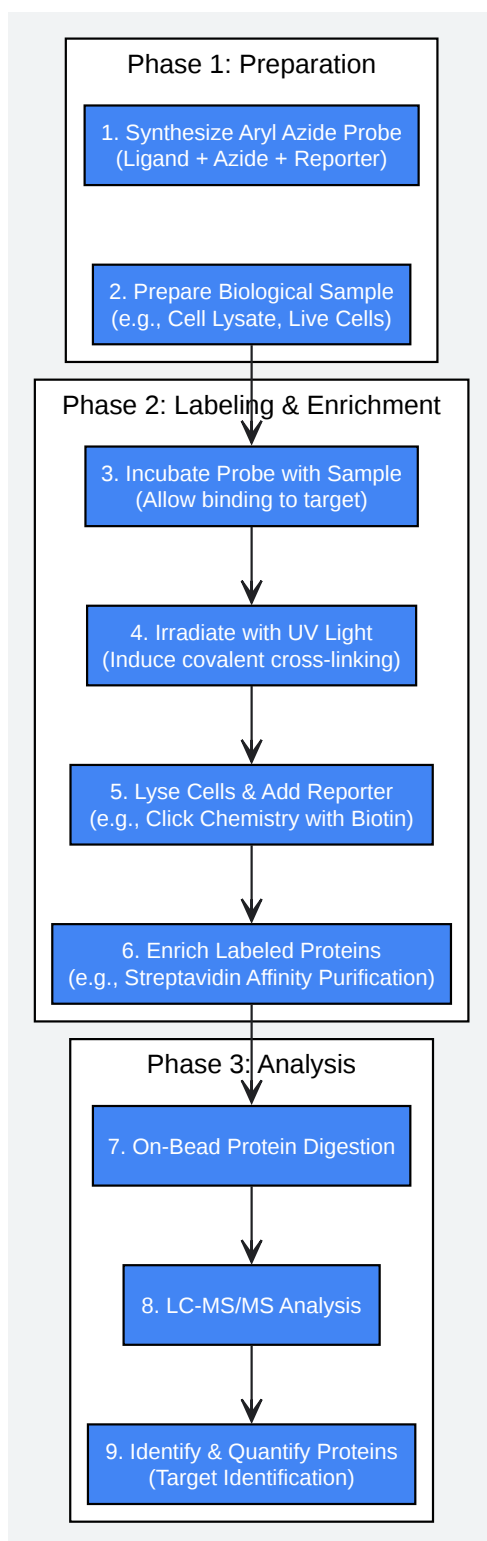 Phase 1: Preparation
1. Synthesize Aryl Azide Probe
(Ligand + Azide + Reporter)
2. Prepare Biological Sample
(e.g., Cell Lysate, Live Cells)
Phase 2: Labeling & Enrichment
3. Incubate Probe with Sample
(Allow binding to target)
4. Irradiate with UV Light
(Induce covalent cross-linking)
5. Lyse Cells & Add Reporter
(e.g., Click Chemistry with Biotin)
6. Enrich Labeled Proteins
(e.g., Streptavidin Affinity Purification)
Phase 3: Analysis
7. On-Bead Protein Digestion
8. LC-MS/MS Analysis
9. Identify & Quantify Proteins
(Target Identification)